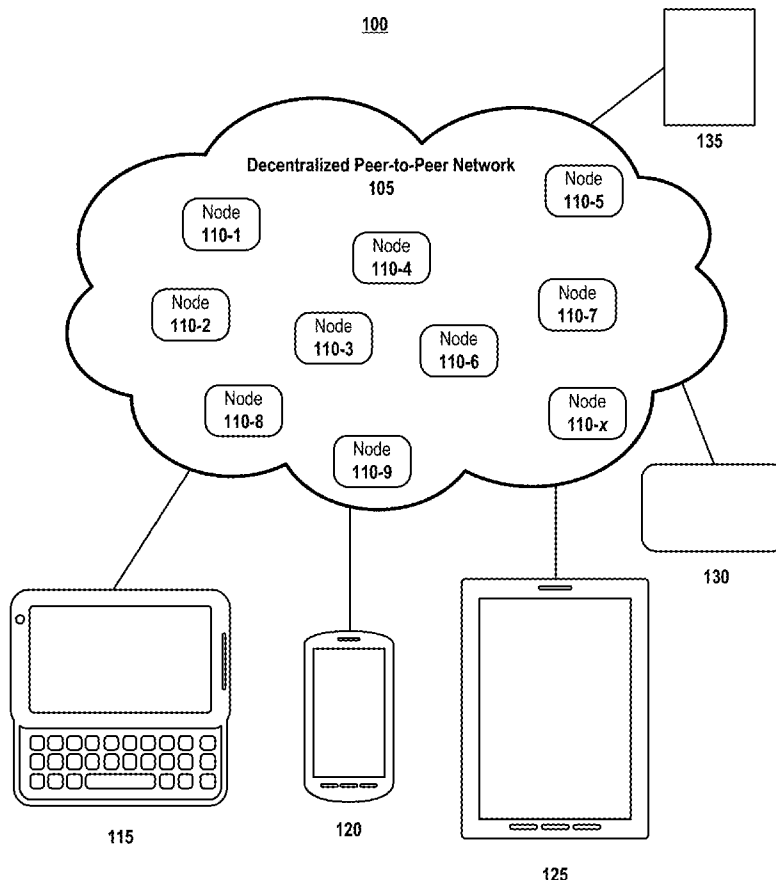 100
135
Decentralized Peer-to-Peer Network
105
Node
110-1
Node
110-5
Node
110-4
Node
110-2
Node
110-7
Node
110-3
Node
110-6
Node
110-8
Node
110-x
Node
110-9
130
115
120
125